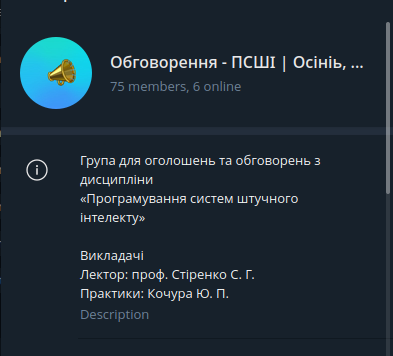 Обговорення - ПСШІ | Осінь, ...
75 members, 6 online
Група для оголошень та обговорень з
дисципліни
«Програмування систем штучного
інтелекту»
Викладачі
Лектор: проф. Стіренко С. Г.
Практики: Кочура Ю. П.
Description